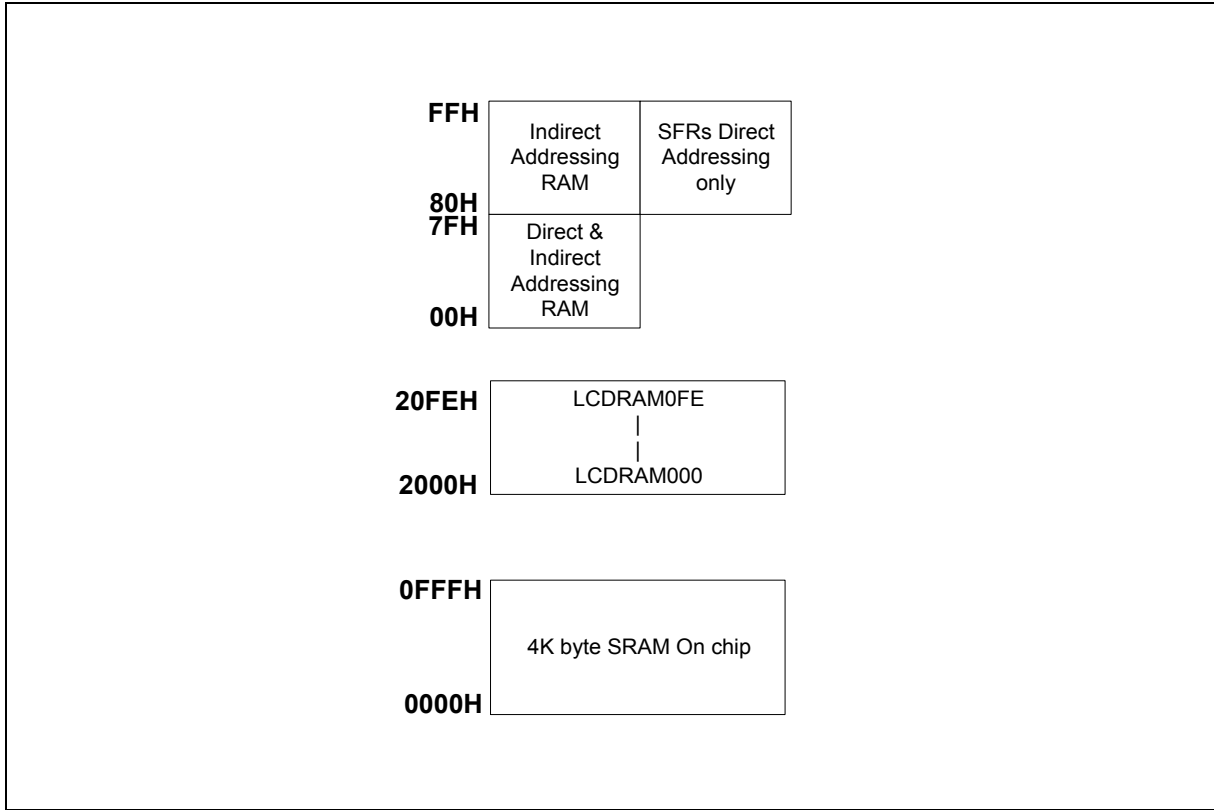 FFH
Indirect
Addressing
RAM
SFRs Direct
Addressing
only
80H
7FH
Direct &
Indirect
Addressing
RAM
00H
20FEH
LCDRAM0FE
|
|
LCDRAM000
2000H
0FFFH
4K byte SRAM On chip
0000H